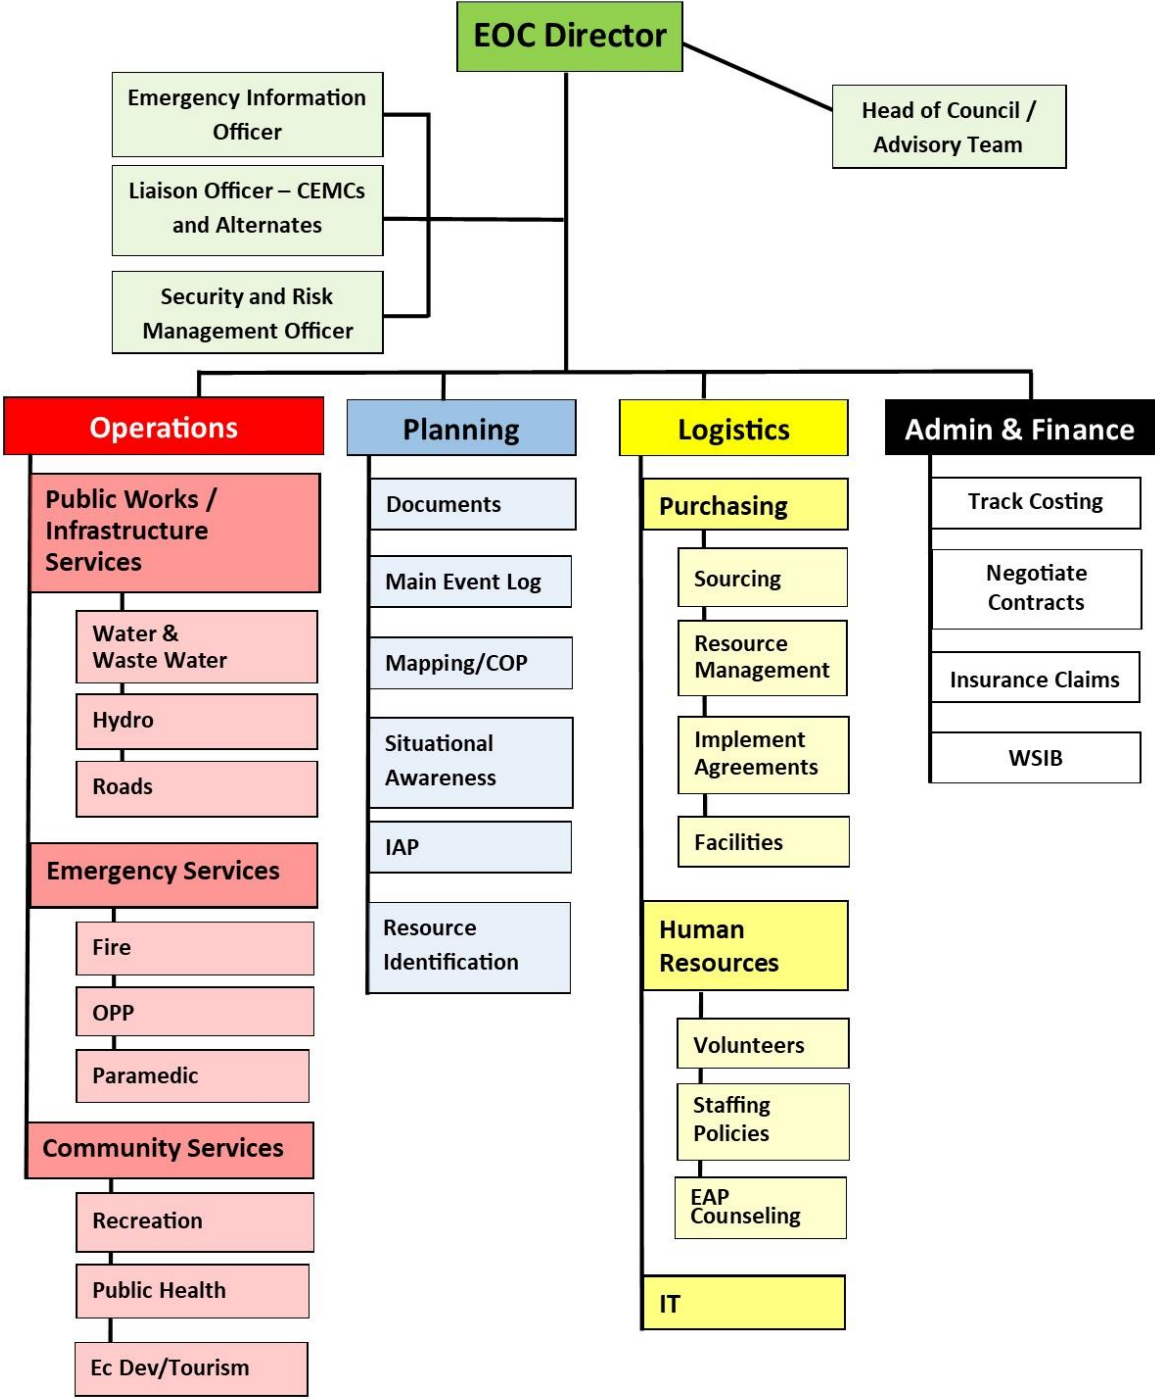 EOC Director
Emergency Information
Officer
Head of Council /
Advisory Team
Liaison Officer – CEMCs
and Alternates
Security and Risk
Management Officer
Operations
Public Works /
Infrastructure
Services
Water &
Waste Water
Hydro
Roads
Emergency Services
Fire
OPP
Paramedic
Community Services
Recreation
Public Health
Ec Dev/Tourism
Planning
Documents
Main Event Log
Mapping/COP
Situational
Awareness
IAP
Resource
Identification
Logistics
Purchasing
Sourcing
Resource
Management
Implement
Agreements
Facilities
Human
Resources
Volunteers
Staffing
Policies
EAP
Counseling
IT
Admin & Finance
Track Costing
Negotiate
Contracts
Insurance Claims
WSIB